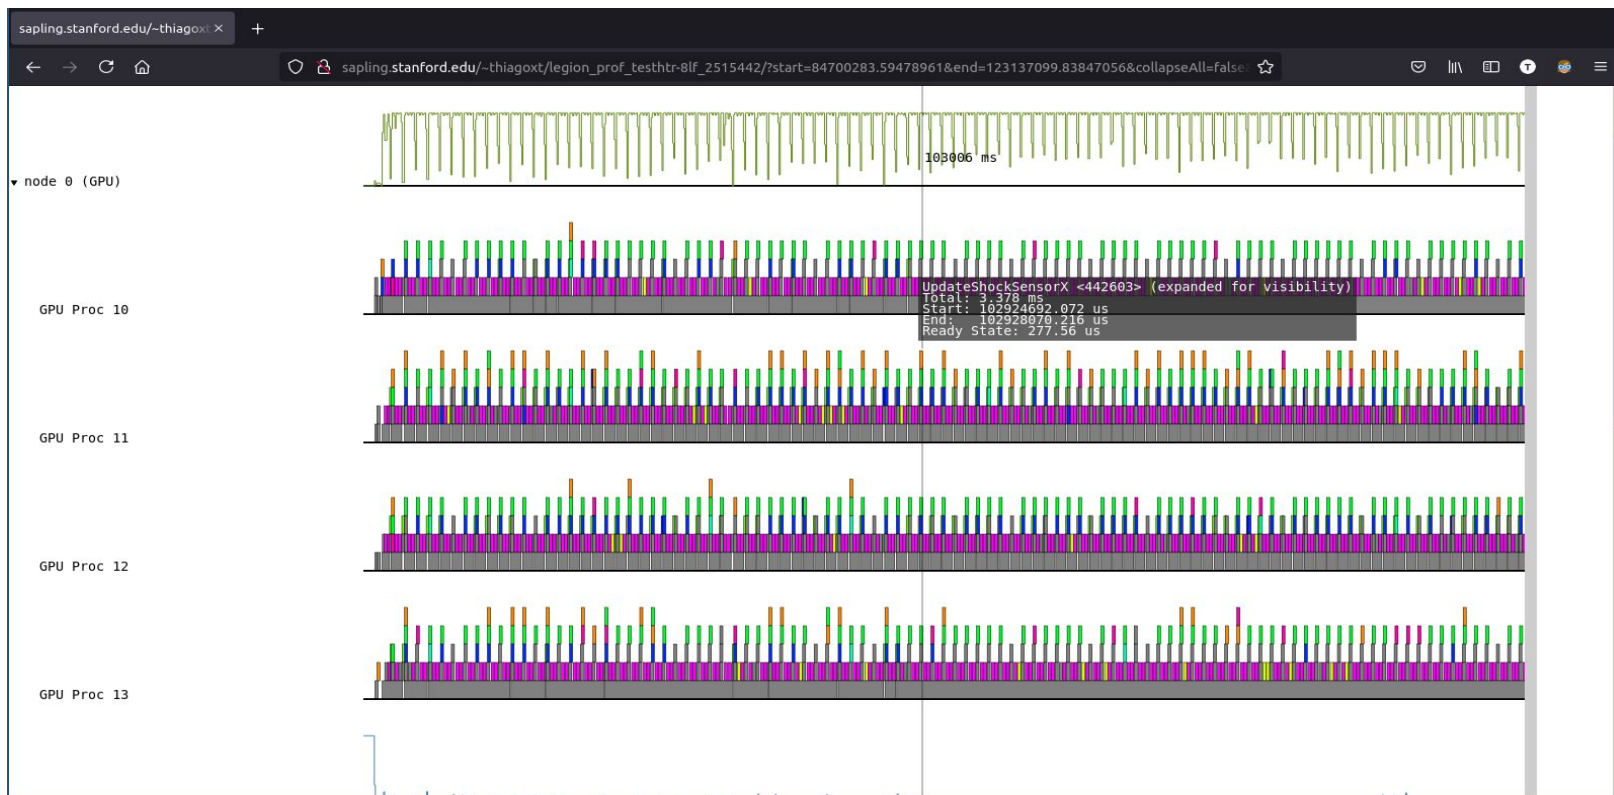 sapling.stanford.edu/~thiagoxt
sapling.stanford.edu/~thiagoxt/legion_prof_testhtr-8lf_2515442/?start=84700283.59478961&end=123137099.83847056&collapseAll=false
T
103006 ms
node 0 (GPU)
GPU Proc 10
UpdateShockSensorX <442603> (expanded for visibility)
Total: 3.378 ms
Start: 102924692.072 us
End: 102928070.216 us
Ready State: 277.56 us
GPU Proc 11
GPU Proc 12
GPU Proc 13